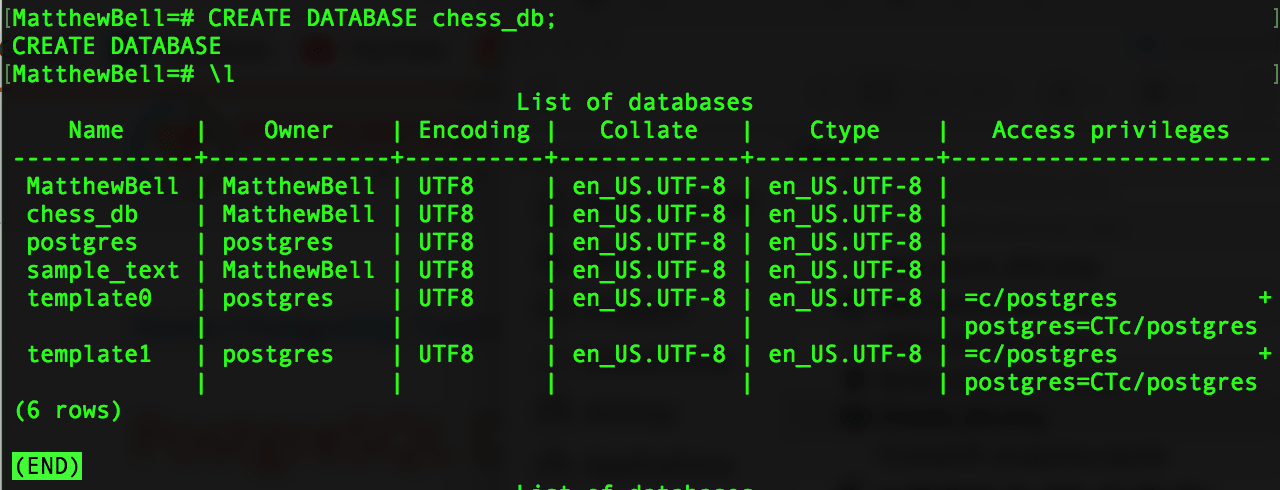 [MatthewBell=# CREATE DATABASE chess_db; ]
CREATE DATABASE
[MatthewBell=# \l ]
                                    List of databases
    Name     |    Owner    | Encoding |   Collate   |    Ctype    |   Access privileges
-------------+-------------+----------+-------------+-------------+-----------------------
 MatthewBell | MatthewBell | UTF8     | en_US.UTF-8 | en_US.UTF-8 |
 chess_db    | MatthewBell | UTF8     | en_US.UTF-8 | en_US.UTF-8 |
 postgres    | postgres    | UTF8     | en_US.UTF-8 | en_US.UTF-8 |
 sample_text | MatthewBell | UTF8     | en_US.UTF-8 | en_US.UTF-8 |
 template0   | postgres    | UTF8     | en_US.UTF-8 | en_US.UTF-8 | =c/postgres          +
             |             |          |             |             | postgres=CTc/postgres
 template1   | postgres    | UTF8     | en_US.UTF-8 | en_US.UTF-8 | =c/postgres          +
             |             |          |             |             | postgres=CTc/postgres
(6 rows)
(END)
                                    List of databases